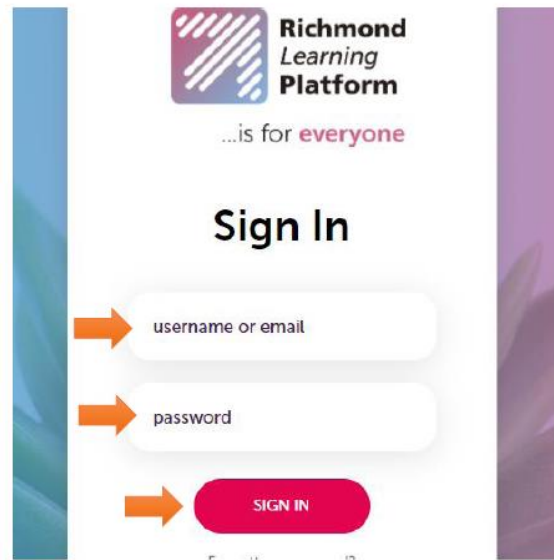 Richmond
Learning
Platform
...is for everyone
Sign In
username or email
password
SIGN IN